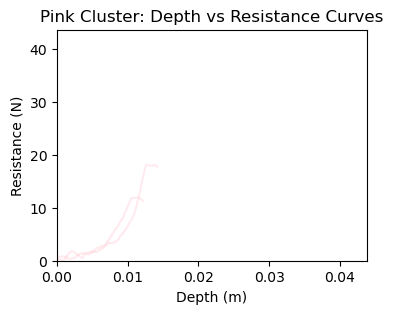 Pink Cluster: Depth vs Resistance Curves
40
30
20
10
0
Resistance (N)
0.00 0.01 0.02 0.03 0.04
Depth (m)